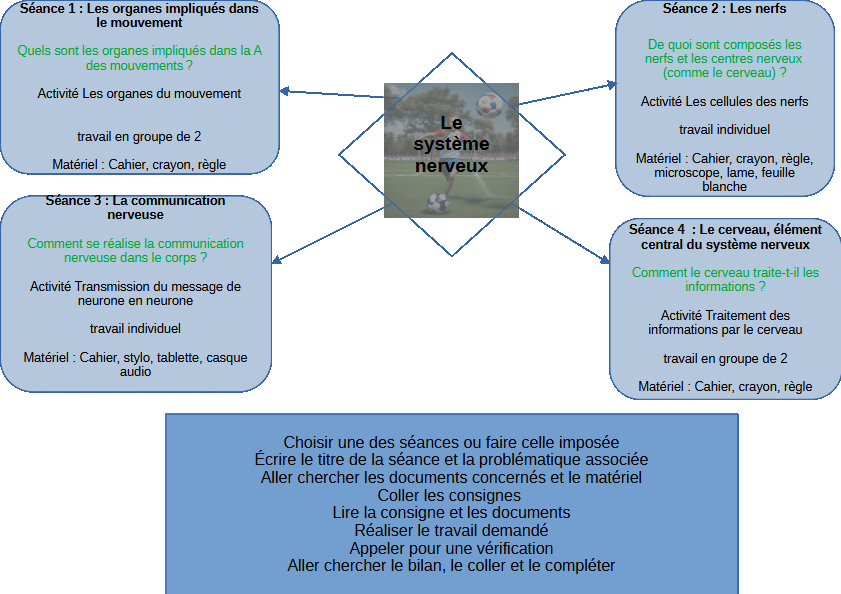 Séance 1 : Les organes impliqués dans
le mouvement
Quels sont les organes impliqués dans la A
des mouvements ?
Activité Les organes du mouvement
travail en groupe de 2
Matériel : Cahier, crayon, règle
Séance 2 : Les nerfs
De quoi sont composés les
nerfs et les centres nerveux
(comme le cerveau) ?
Activité Les cellules des nerfs
travail individuel
Matériel : Cahier, crayon, règle,
microscope, lame, feuille
blanche
Le
système
nerveux
Séance 3 : La communication
nerveuse
Comment se réalise la communication
nerveuse dans le corps ?
Activité Transmission du message de
neurone en neurone
travail individuel
Matériel : Cahier, stylo, tablette, casque
audio
Séance 4  : Le cerveau, élément
central du système nerveux
Comment le cerveau traite-t-il les
informations ?
Activité Traitement des
informations par le cerveau
travail en groupe de 2
Matériel : Cahier, crayon, règle
Choisir une des séances ou faire celle imposée
Écrire le titre de la séance et la problématique associée
Aller chercher les documents concernés et le matériel
Coller les consignes
Lire la consigne et les documents
Réaliser le travail demandé
Appeler pour une vérification
Aller chercher le bilan, le coller et le compléter